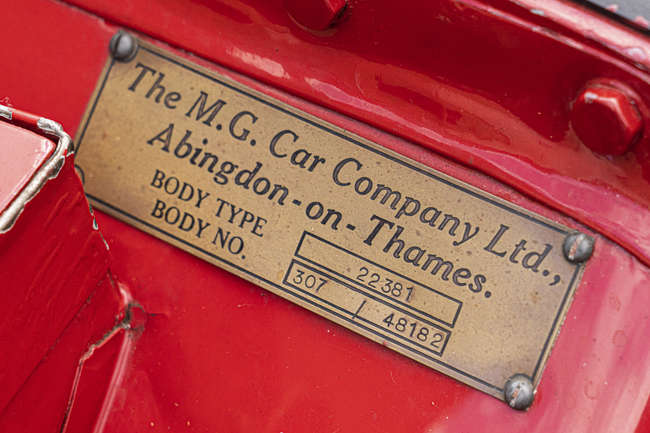 The M.G. Car Company Ltd.,
Abingdon-on-Thames.
BODY TYPE 22381
BODY NO. 307 / 48182